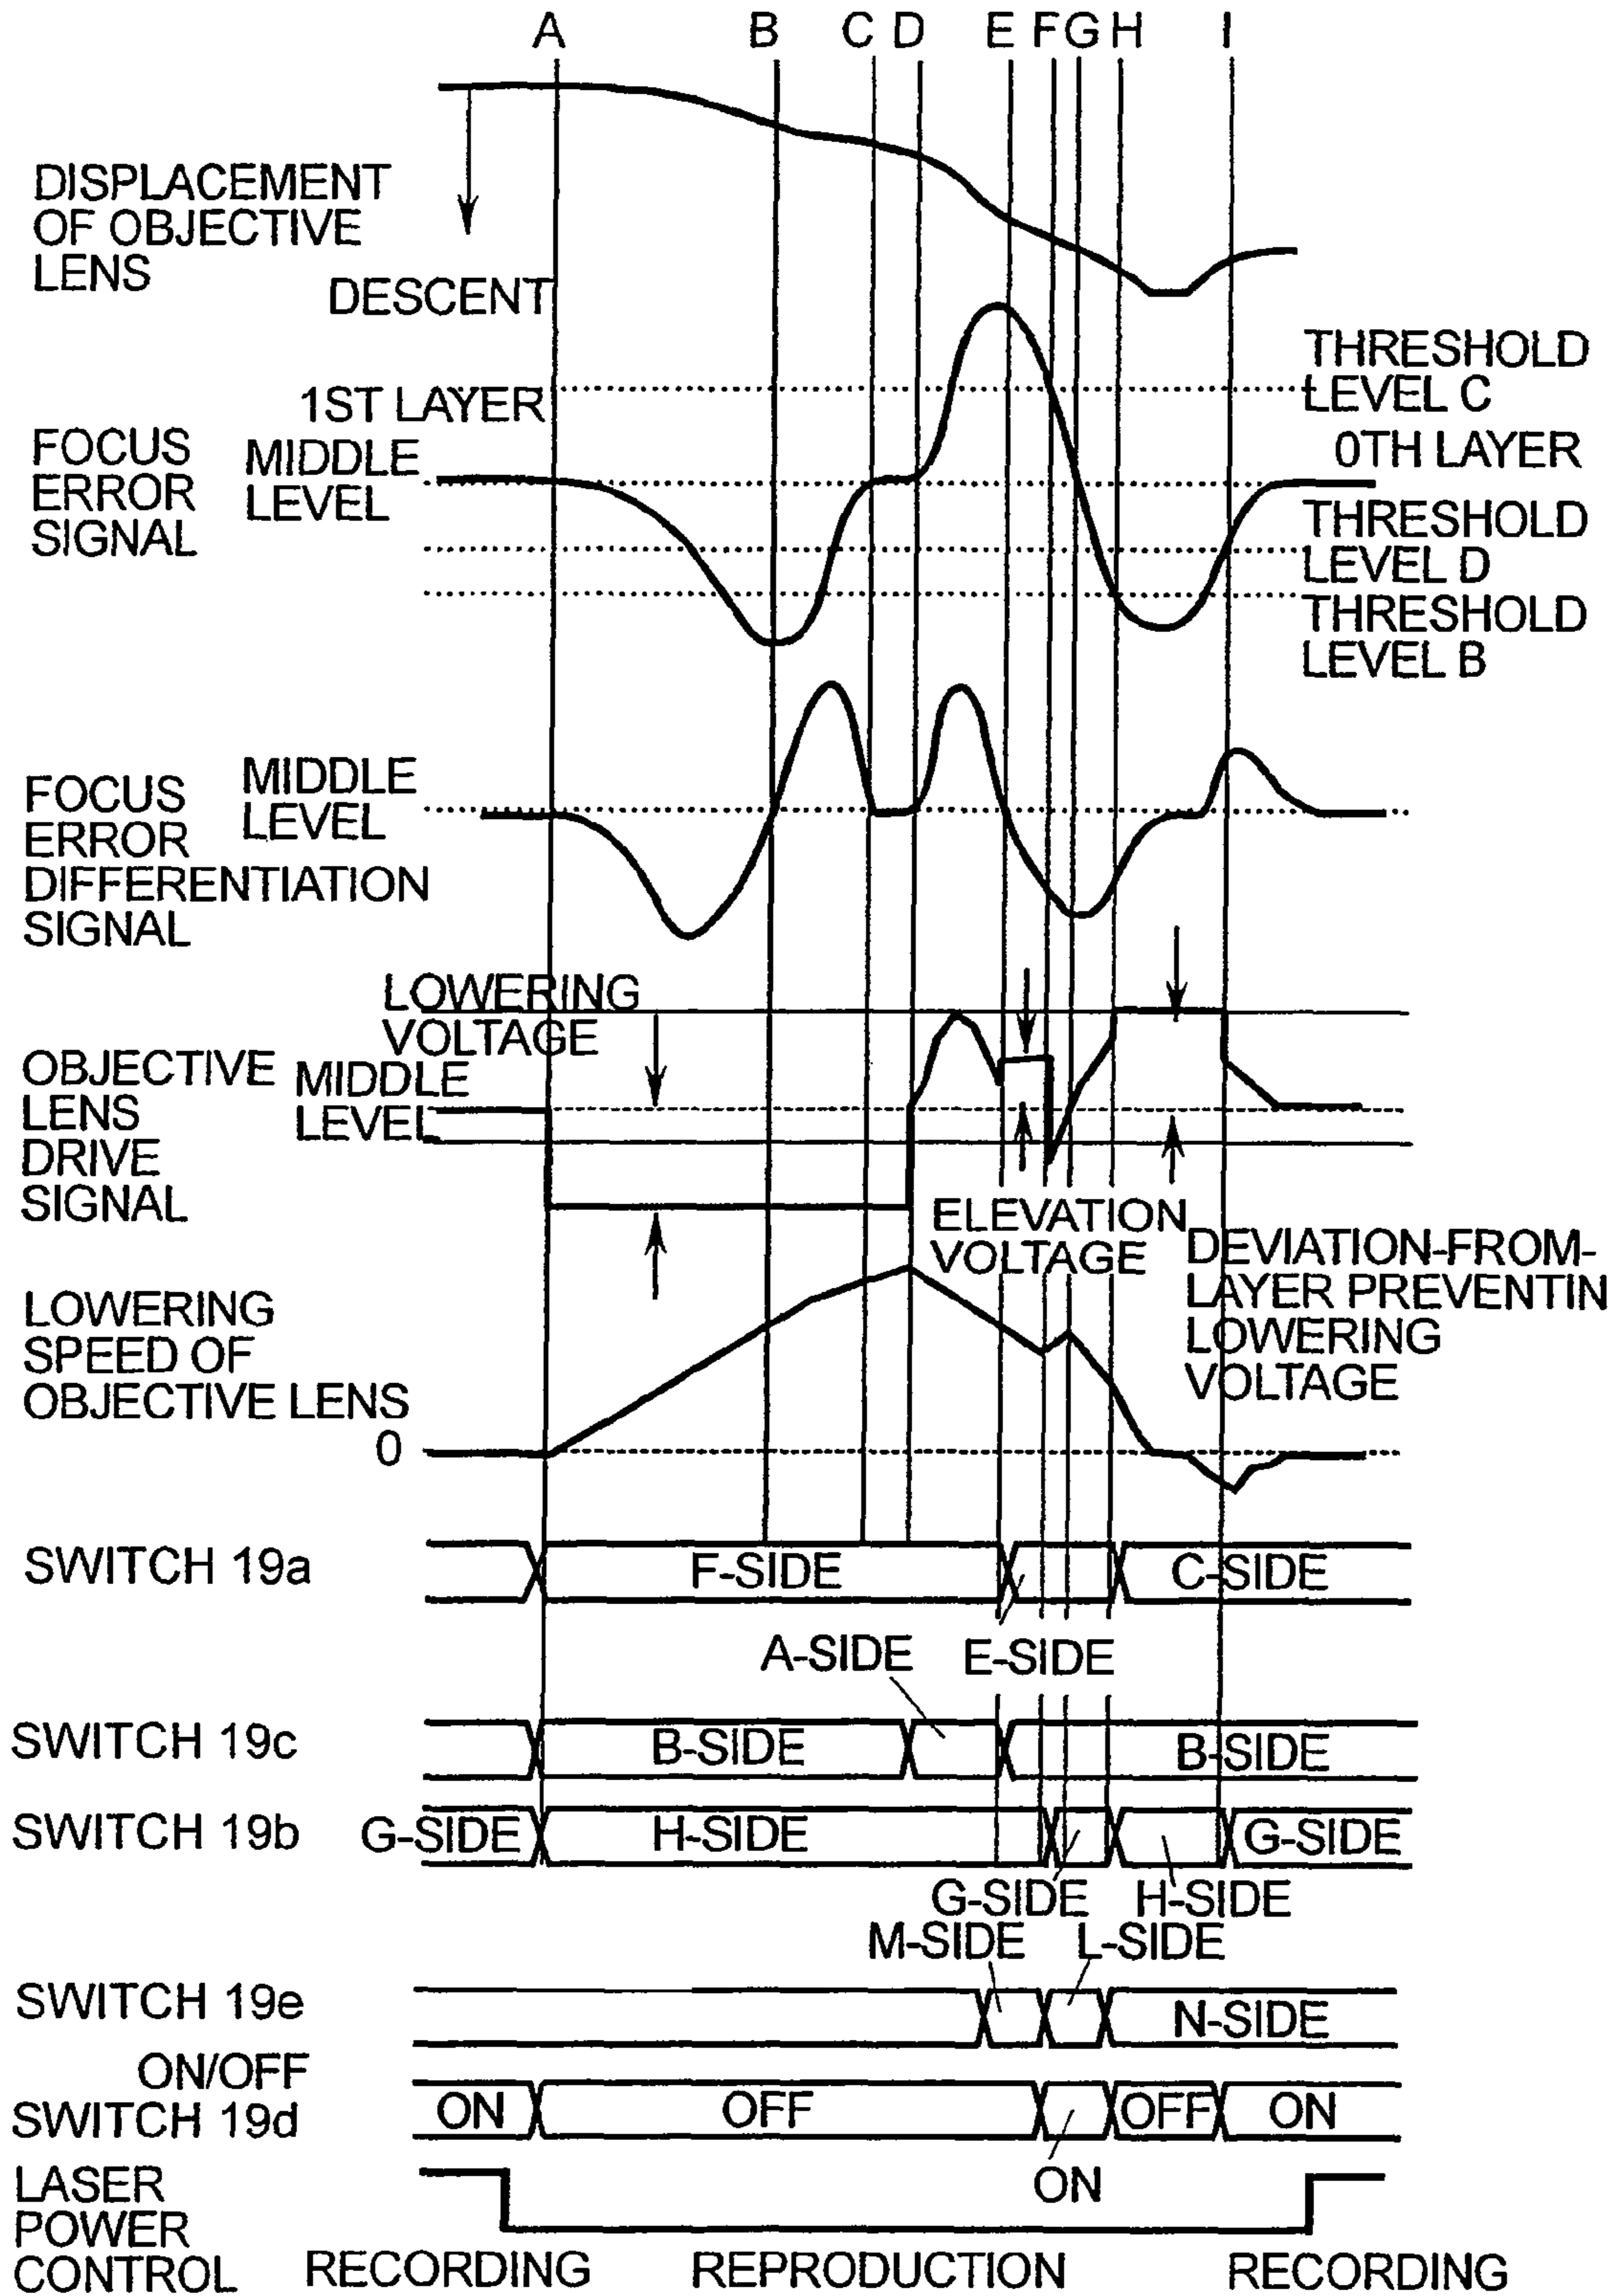 A B C D E F G H I
DISPLACEMENT
OF OBJECTIVE
LENS
DESCENT
THRESHOLD
LEVEL C
1ST LAYER
0TH LAYER
FOCUS
ERROR
SIGNAL
MIDDLE
LEVEL
THRESHOLD
LEVEL D
THRESHOLD
LEVEL B
FOCUS
ERROR
DIFFERENTIATION
SIGNAL
MIDDLE
LEVEL
LOWERING
VOLTAGE
OBJECTIVE
LENS
DRIVE
SIGNAL
MIDDLE
LEVEL
ELEVATION
VOLTAGE
DEVIATION-FROM-
LAYER PREVENTIN
LOWERING
VOLTAGE
LOWERING
SPEED OF
OBJECTIVE LENS
0
SWITCH 19a
F-SIDE
C-SIDE
A-SIDE
E-SIDE
SWITCH 19c
B-SIDE
B-SIDE
SWITCH 19b
G-SIDE
H-SIDE
G-SIDE
G-SIDE
H-SIDE
M-SIDE
L-SIDE
SWITCH 19e
N-SIDE
ON/OFF
SWITCH 19d
ON
OFF
OFF
ON
ON
LASER
POWER
CONTROL
RECORDING
REPRODUCTION
RECORDING